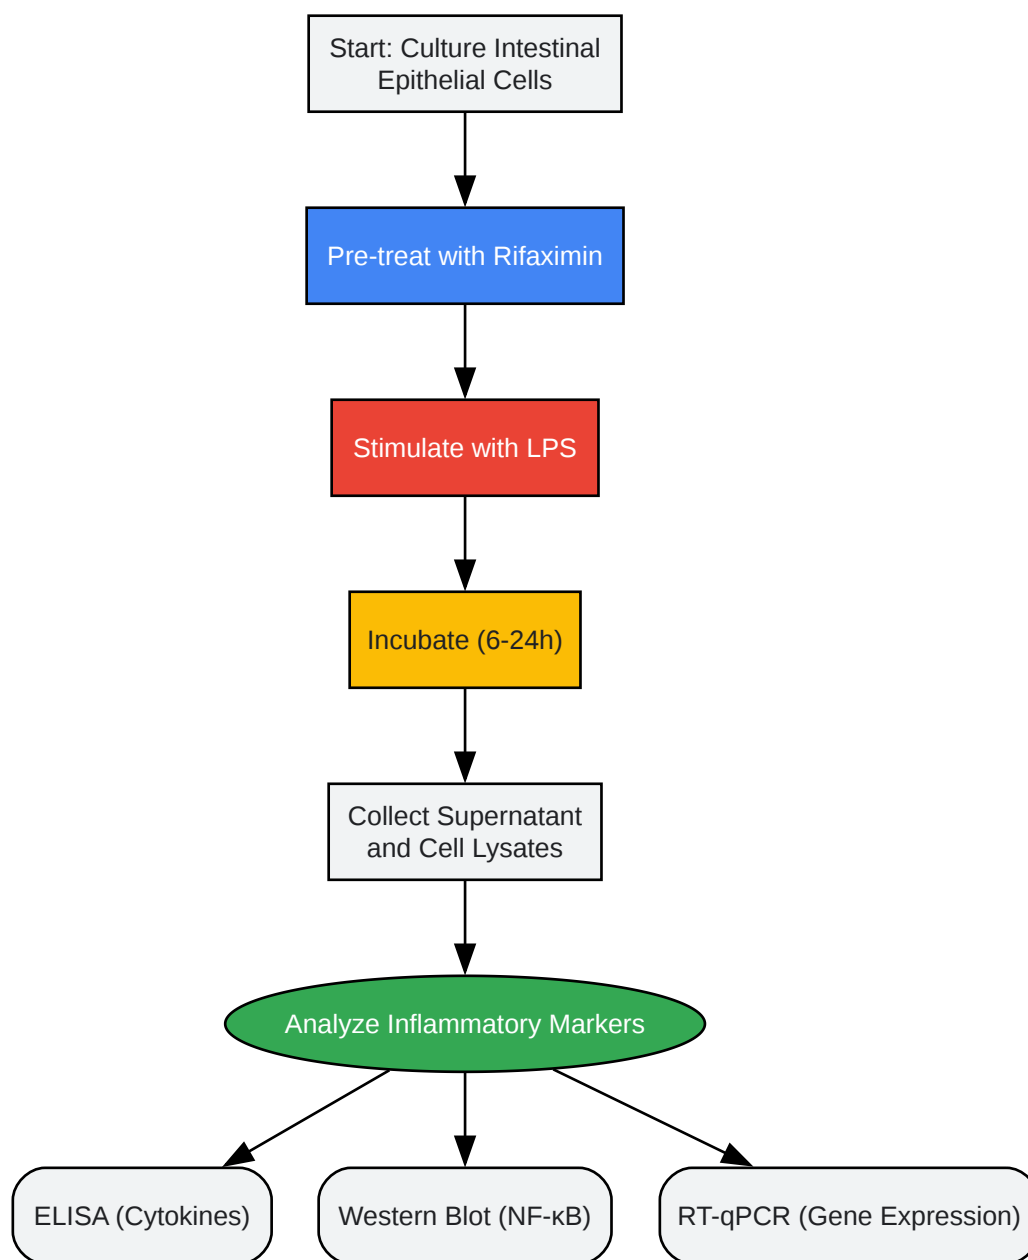 Start: Culture Intestinal
Epithelial Cells
Pre-treat with Rifaximin
Stimulate with LPS
Incubate (6-24h)
Collect Supernatant
and Cell Lysates
Analyze Inflammatory Markers
ELISA (Cytokines)
Western Blot (NF-κB)
RT-qPCR (Gene Expression)